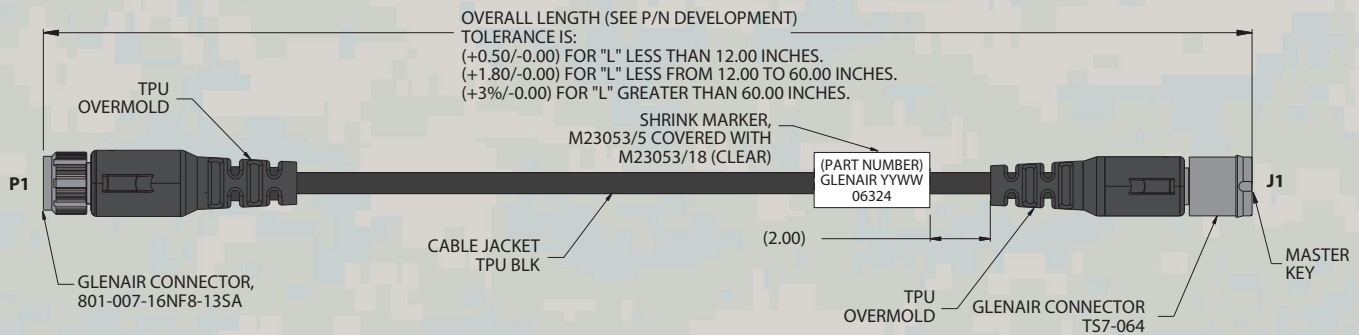 OVERALL LENGTH (SEE P/N DEVELOPMENT)
TOLERANCE IS:
(+0.50/-0.00) FOR "L" LESS THAN 12.00 INCHES.
(+1.80/-0.00) FOR "L" LESS FROM 12.00 TO 60.00 INCHES.
(+3%/-0.00) FOR "L" GREATER THAN 60.00 INCHES.
TPU
OVERMOLD
SHRINK MARKER,
M23053/5 COVERED WITH
M23053/18 (CLEAR)
(PART NUMBER)
GLENAIR YYWW
06324
P1
J1
(2.00)
CABLE JACKET
TPU BLK
GLENAIR CONNECTOR,
801-007-16NF8-13SA
TPU
OVERMOLD
GLENAIR CONNECTOR
TS7-064
MASTER
KEY